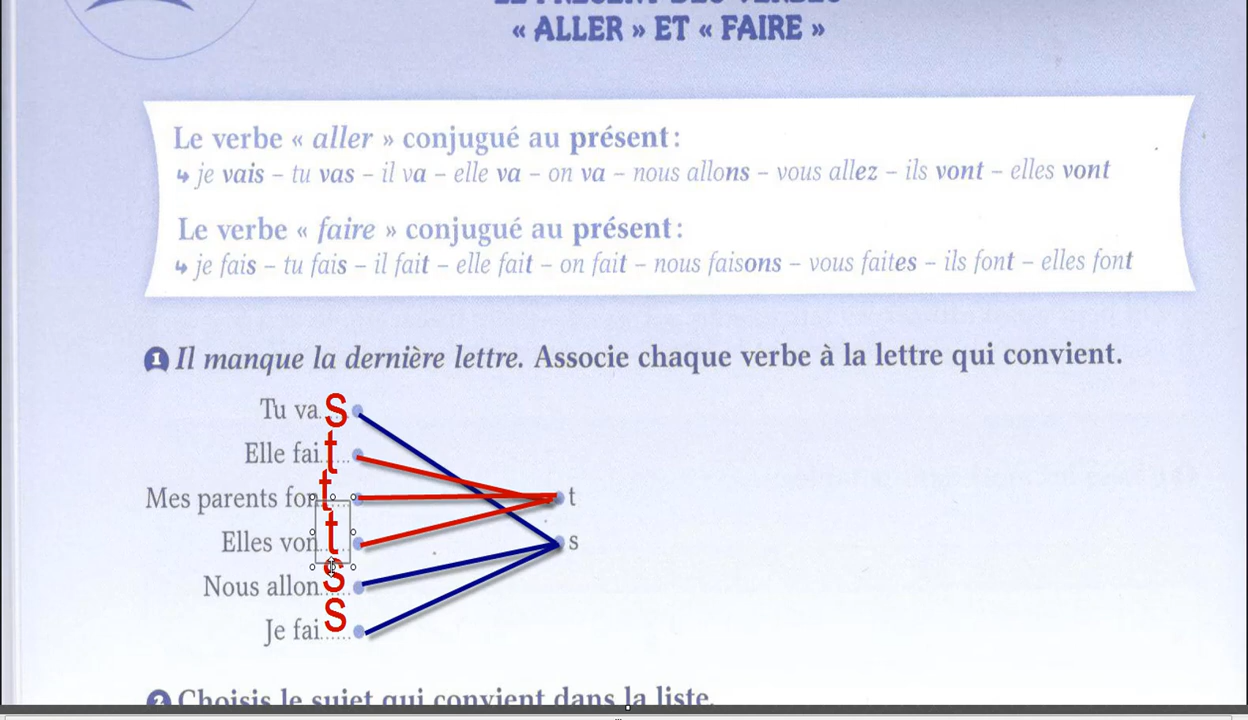 LE PRÉSENT DES VERBES
« ALLER » ET « FAIRE »
Le verbe « aller » conjugué au présent :
↳ je vais – tu vas – il va – elle va – on va – nous allons – vous allez – ils vont – elles vont
Le verbe « faire » conjugué au présent :
↳ je fais – tu fais – il fait – elle fait – on fait – nous faisons – vous faites – ils font – elles font
1 Il manque la dernière lettre. Associe chaque verbe à la lettre qui convient.
Tu va s
Elle fai t
Mes parents fon t
t
Elles von t
s
Nous allon s
Je fai s
2 Choisis le sujet qui convient dans la liste.